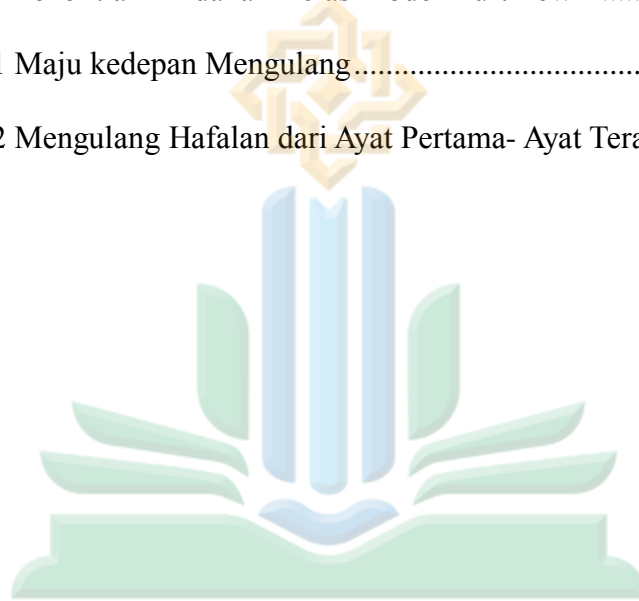 1 Maju kedepan Mengulang..................................
2 Mengulang Hafalan dari Ayat Pertama- Ayat Tera